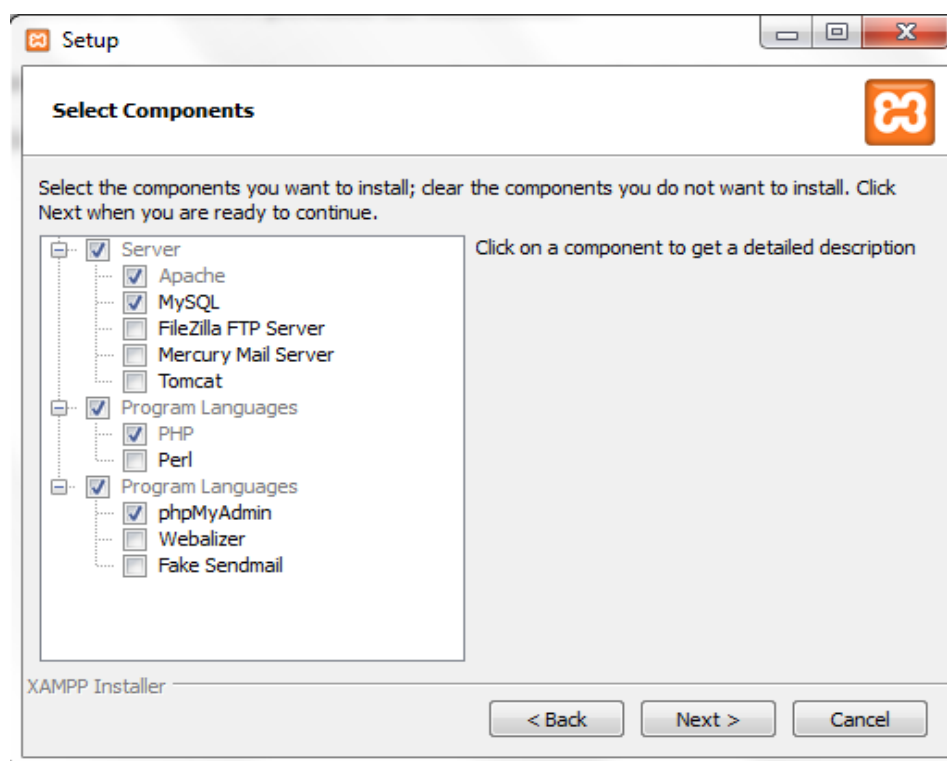 Setup
Select Components
Select the components you want to install; clear the components you do not want to install. Click
Next when you are ready to continue.
Server
Apache
MySQL
FileZilla FTP Server
Mercury Mail Server
Tomcat
Program Languages
PHP
Perl
Program Languages
phpMyAdmin
Webalizer
Fake Sendmail
Click on a component to get a detailed description
XAMPP Installer
< Back
Next >
Cancel